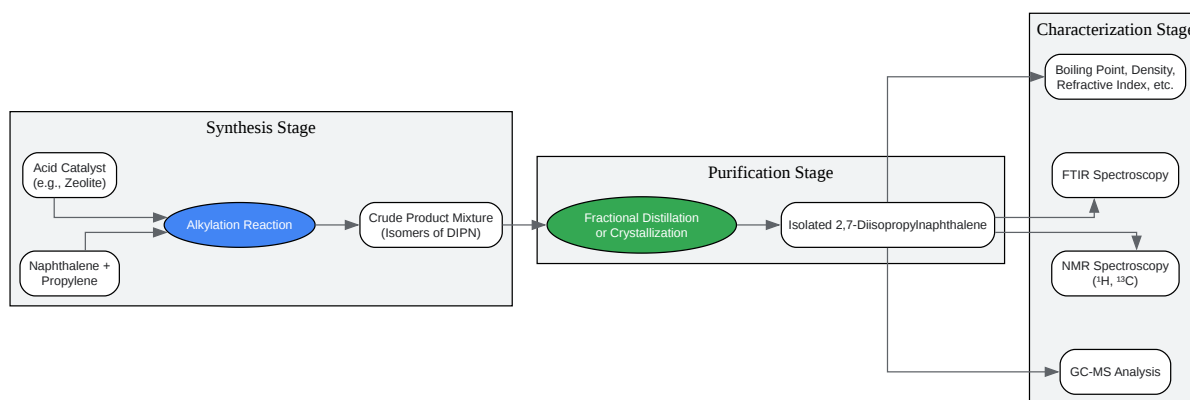 Synthesis Stage
Acid Catalyst
(e.g., Zeolite)
Naphthalene +
Propylene
Alkylation Reaction
Crude Product Mixture
(Isomers of DIPN)
Purification Stage
Fractional Distillation
or Crystallization
Isolated 2,7-Diisopropylnaphthalene
Characterization Stage
Boiling Point, Density,
Refractive Index, etc.
FTIR Spectroscopy
NMR Spectroscopy
(¹H, ¹³C)
GC-MS Analysis